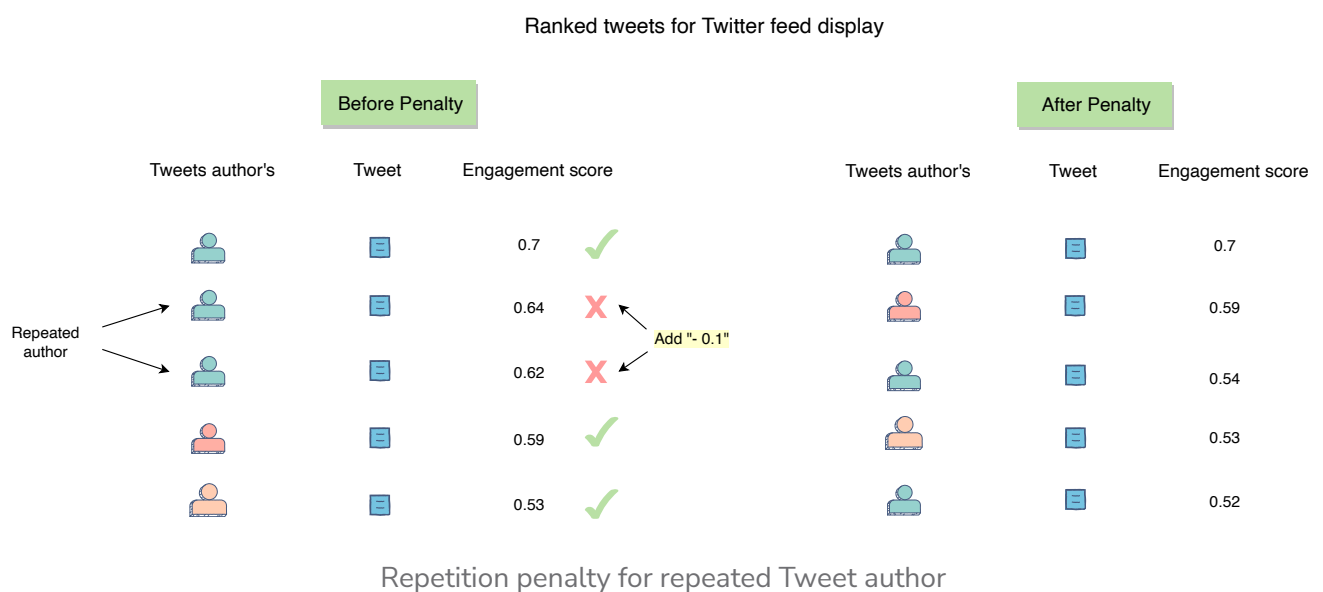 Ranked tweets for Twitter feed display
Before Penalty
After Penalty
Tweets author's Tweet Engagement score
Tweets author's Tweet Engagement score
0.7
0.64
0.62
0.59
0.53
Repeated
author
Add "- 0.1"
0.7
0.59
0.54
0.53
0.52
Repetition penalty for repeated Tweet author